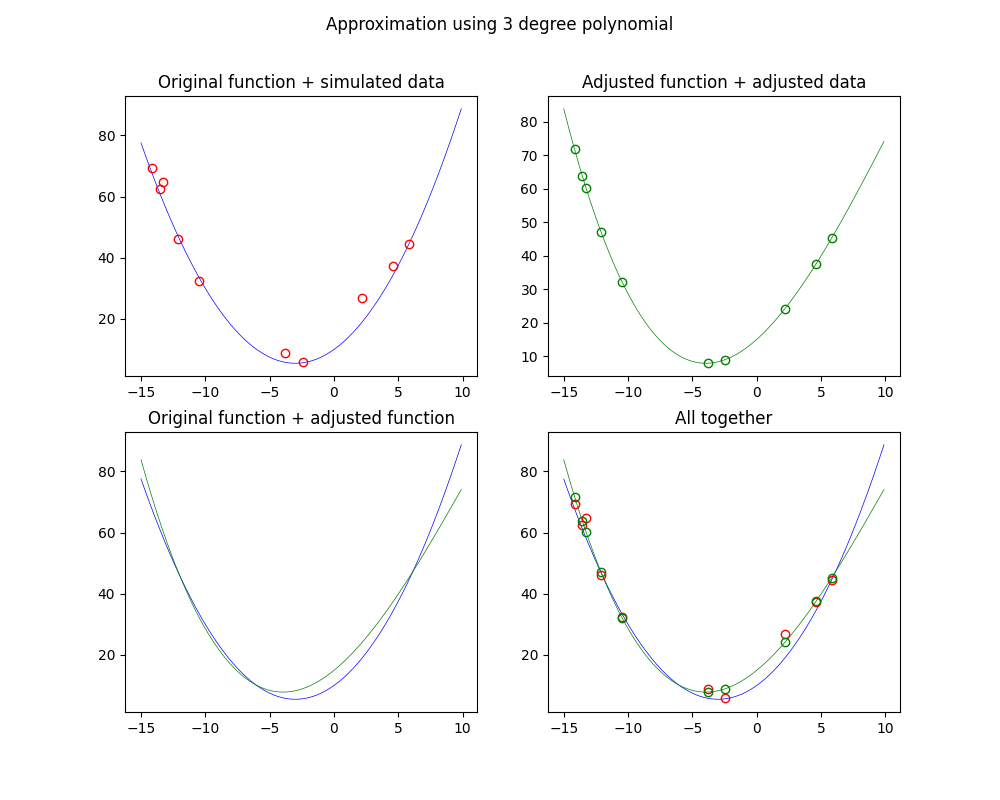 Approximation using 3 degree polynomial
Original function + simulated data
80
60
40
20
−15 −10 −5 0 5 10
Adjusted function + adjusted data
80
70
60
50
40
30
20
10
−15 −10 −5 0 5 10
Original function + adjusted function
80
60
40
20
−15 −10 −5 0 5 10
All together
80
60
40
20
−15 −10 −5 0 5 10